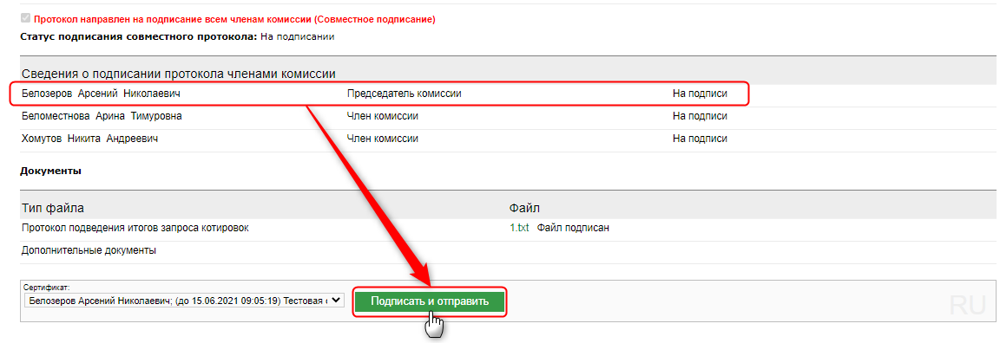 Протокол направлен на подписание всем членам комиссии (Совместное подписание)
Статус подписания совместного протокола: На подписании
Сведения о подписании протокола членами комиссии
Белозеров Арсений Николаевич Председатель комиссии На подписи
Беломестнова Арина Тимуровна Член комиссии На подписи
Хомутов Никита Андреевич Член комиссии На подписи
Документы
Тип файла Файл
Протокол подведения итогов запроса котировок 1.txt Файл подписан
Дополнительные документы
Сертификат:
Белозеров Арсений Николаевич; (до 15.06.2021 09:05:19) Тестовая Подписать и отправить RU